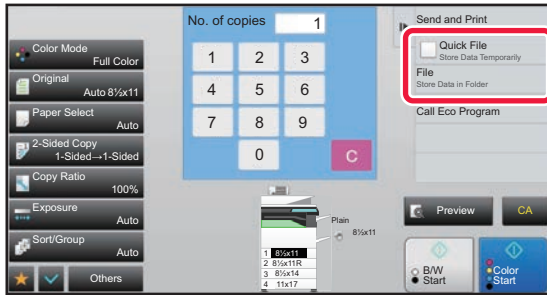 No. of copies
1
Send and Print
Color Mode
Full Color
Original
Auto 8½x11
Paper Select
Auto
2-Sided Copy
1-Sided→1-Sided
Copy Ratio
100%
Exposure
Auto
Sort/Group
Auto
Others
1 2 3
4 5 6
7 8 9
0 C
Plain
8½x11
1 8½x11
2 8½x11R
3 8½x14
4 11x17
Quick File
Store Data Temporarily
File
Store Data in Folder
Call Eco Program
Preview
CA
B/W
Start
Color
Start